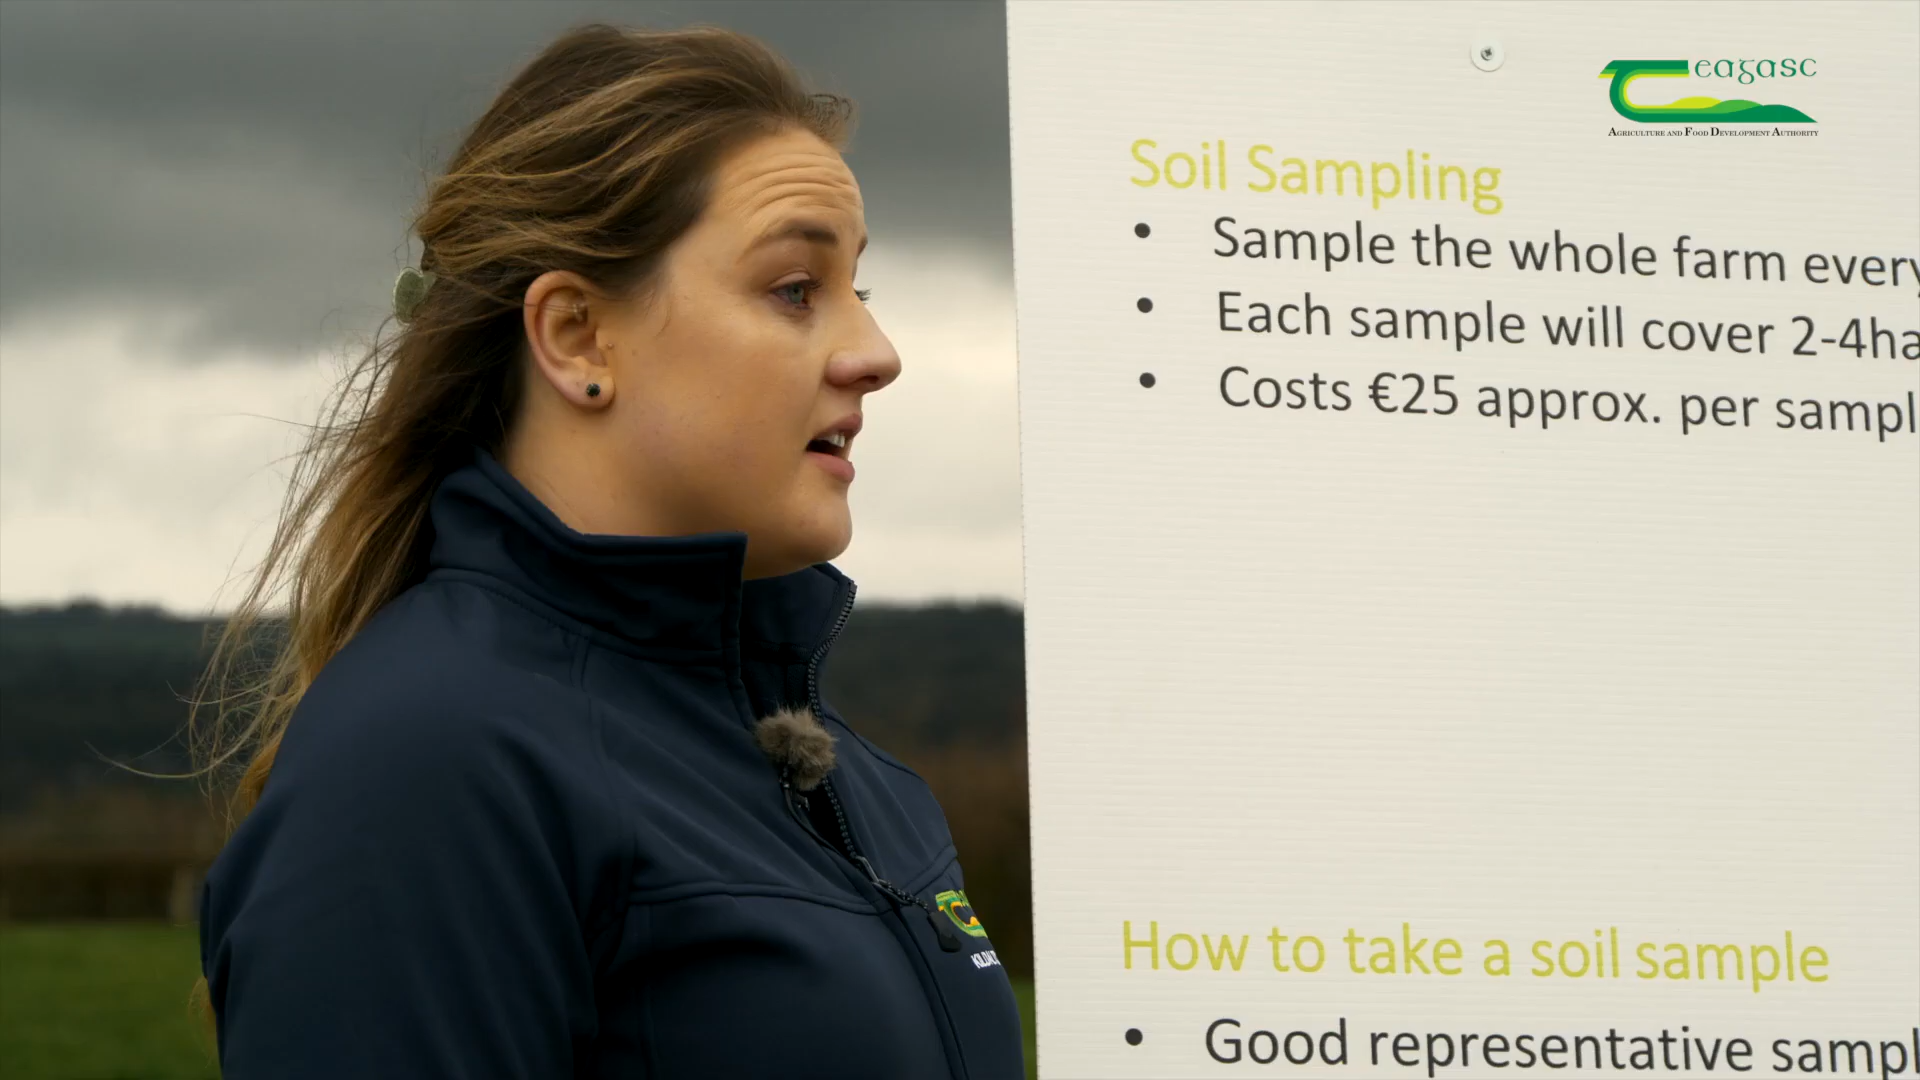 eagasc
AGRICULTURE AND FOOD DEVELOPMENT AUTHORITY
Soil Sampling
• Sample the whole farm every
• Each sample will cover 2-4ha
• Costs €25 approx. per sampl
How to take a soil sample
• Good representative sampl